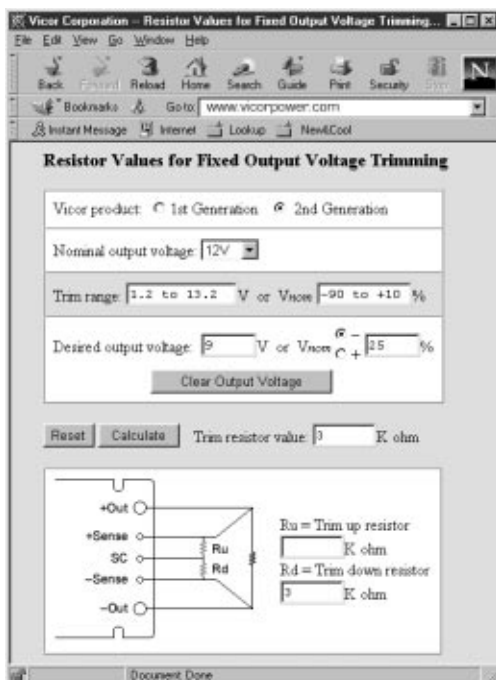 Vicor Corporation -- Resistor Values for Fixed Output Voltage Trimming...
File Edit View Go Window Help
Back Forward Reload Home Search Guide Print Security Stop
N
Bookmarks Go to: www.vicorpower.com
Instant Message Internet Lookup New&Cool
Resistor Values for Fixed Output Voltage Trimming
Vicor product: 1st Generation 2nd Generation
Nominal output voltage: 12V
Trim range: 1.2 to 13.2 V or Vnom -90 to +10 %
Desired output voltage: 9 V or Vnom - + 25 %
Clear Output Voltage
Reset Calculate Trim resistor value: 3 K ohm
+Out
+Sense
SC
-Sense
-Out
Ru
Rd
Ru = Trim up resistor
K ohm
Rd = Trim down resistor
3 K ohm
Document Done